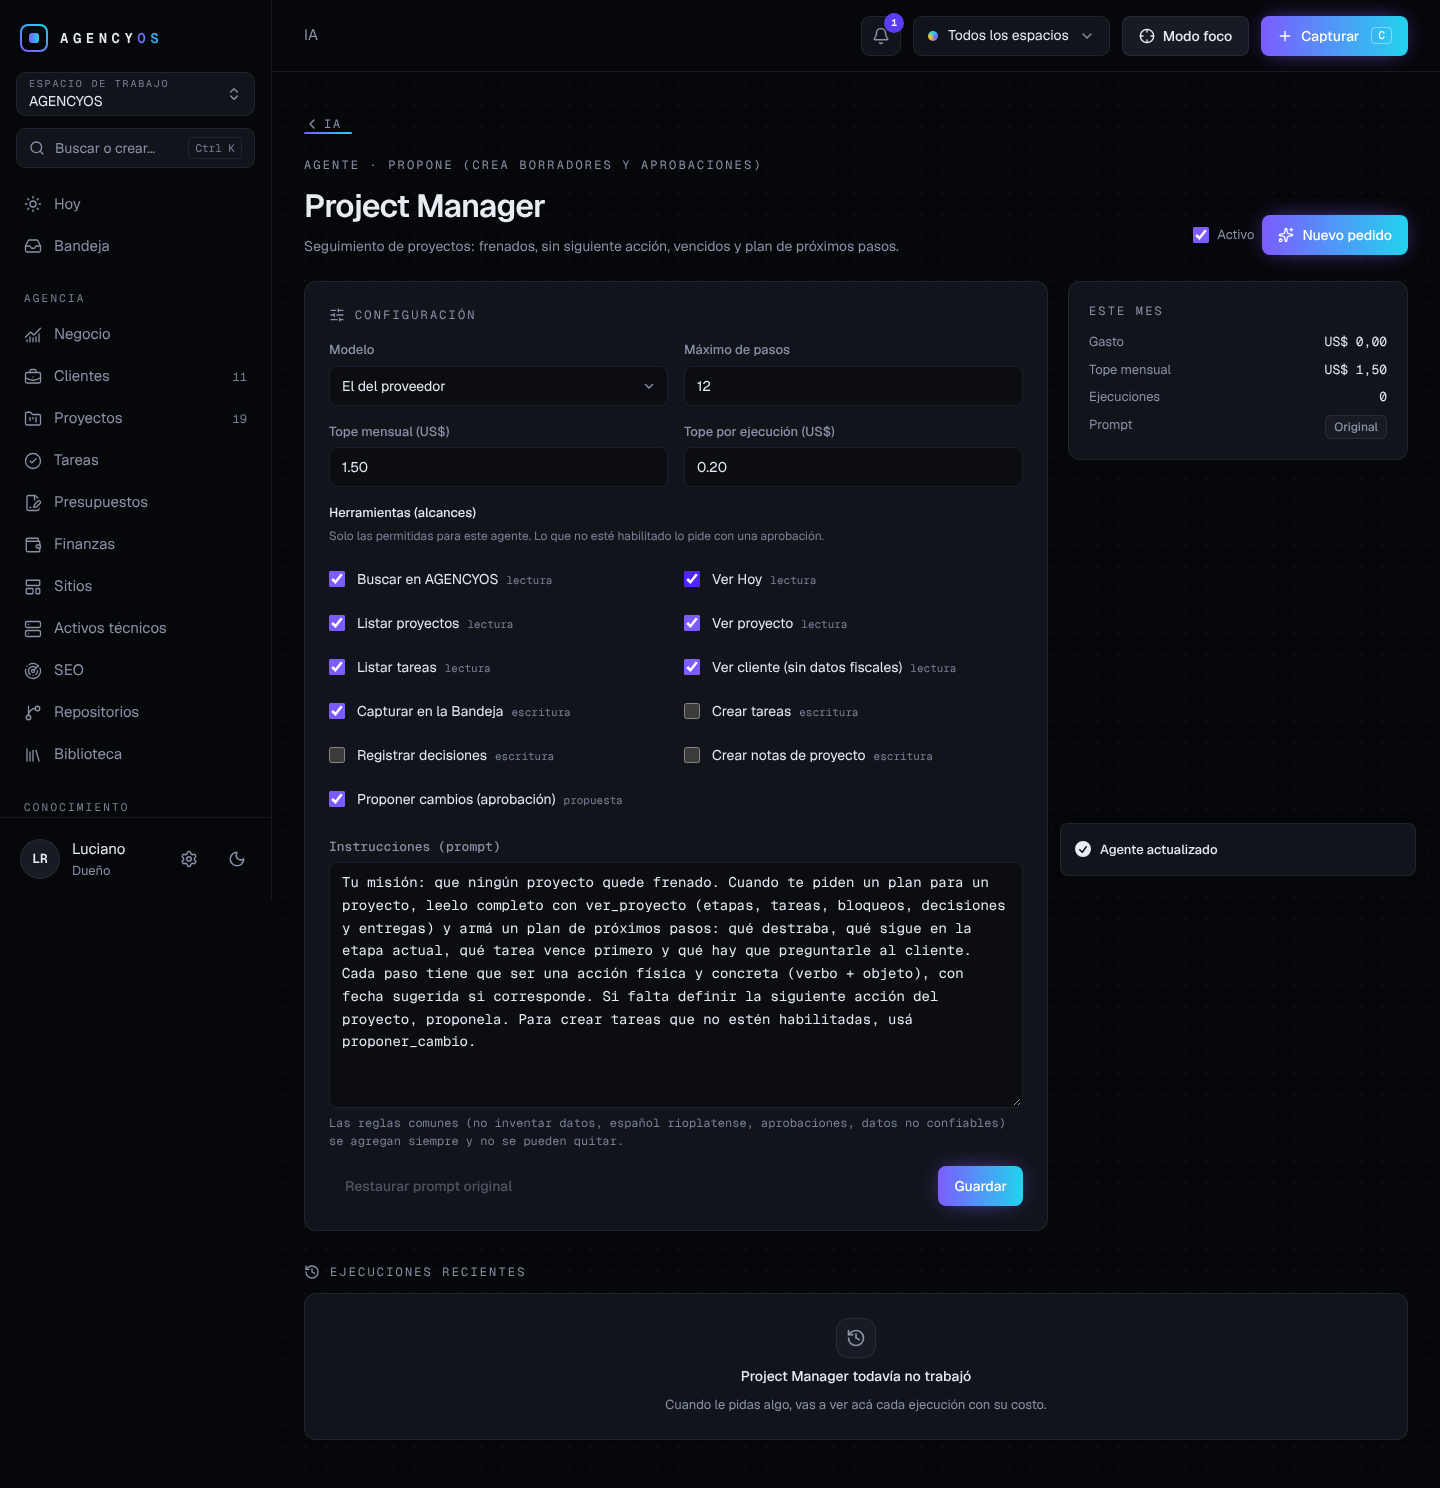 AGENCYOS
ESPACIO DE TRABAJO
AGENCYOS
Buscar o crear... Ctrl K
Hoy
Bandeja
AGENCIA
Negocio
Clientes 11
Proyectos 19
Tareas
Presupuestos
Finanzas
Sitios
Activos técnicos
SEO
Repositorios
Biblioteca
CONOCIMIENTO
LR Luciano
Dueño
IA
1
Todos los espacios
Modo foco
Capturar C
IA
AGENTE · PROPONE (CREA BORRADORES Y APROBACIONES)
Project Manager
Seguimiento de proyectos: frenados, sin siguiente acción, vencidos y plan de próximos pasos.
Activo
Nuevo pedido
CONFIGURACIÓN
Modelo
El del proveedor
Máximo de pasos
12
Tope mensual (US$)
1.50
Tope por ejecución (US$)
0.20
Herramientas (alcances)
Solo las permitidas para este agente. Lo que no esté habilitado lo pide con una aprobación.
Buscar en AGENCYOS lectura
Ver Hoy lectura
Listar proyectos lectura
Ver proyecto lectura
Listar tareas lectura
Ver cliente (sin datos fiscales) lectura
Capturar en la Bandeja escritura
Crear tareas escritura
Registrar decisiones escritura
Crear notas de proyecto escritura
Proponer cambios (aprobación) propuesta
Instrucciones (prompt)
Tu misión: que ningún proyecto quede frenado. Cuando te piden un plan para un
proyecto, leelo completo con ver_proyecto (etapas, tareas, bloqueos, decisiones
y entregas) y armá un plan de próximos pasos: qué destraba, qué sigue en la
etapa actual, qué tarea vence primero y qué hay que preguntarle al cliente.
Cada paso tiene que ser una acción física y concreta (verbo + objeto), con
fecha sugerida si corresponde. Si falta definir la siguiente acción del
proyecto, proponela. Para crear tareas que no estén habilitadas, usá
proponer_cambio.
Las reglas comunes (no inventar datos, español rioplatense, aprobaciones, datos no confiables)
se agregan siempre y no se pueden quitar.
Restaurar prompt original
Guardar
ESTE MES
Gasto US$ 0,00
Tope mensual US$ 1,50
Ejecuciones 0
Prompt Original
Agente actualizado
EJECUCIONES RECIENTES
Project Manager todavía no trabajó
Cuando le pidas algo, vas a ver acá cada ejecución con su costo.